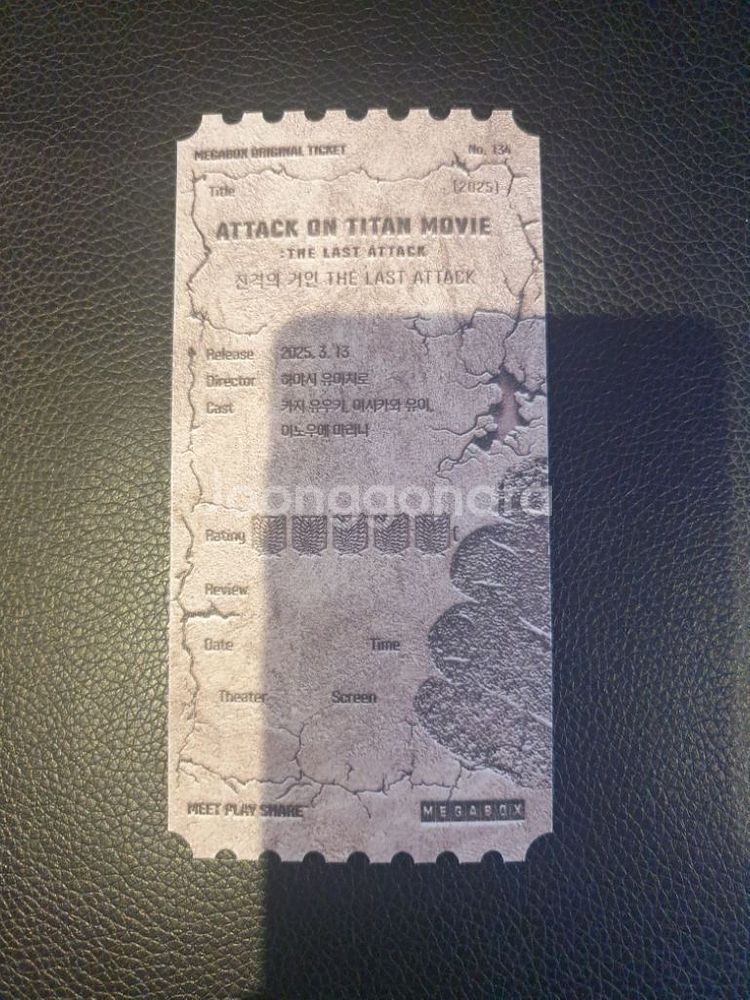 MEGABOX ORIGINAL TICKET
No. 134
Title
(2025)
ATTACK ON TITAN MOVIE
:THE LAST ATTACK
진격의 거인 THE LAST ATTACK
Release 2025. 3. 13
Director 하야시 유이치로
Cast 카지 유우키, 이시카와 유이,
이노우에 마리나
joonggonara
Rating
Review
Date Time
Theater Screen
MEET PLAY SHARE
MEGABOX